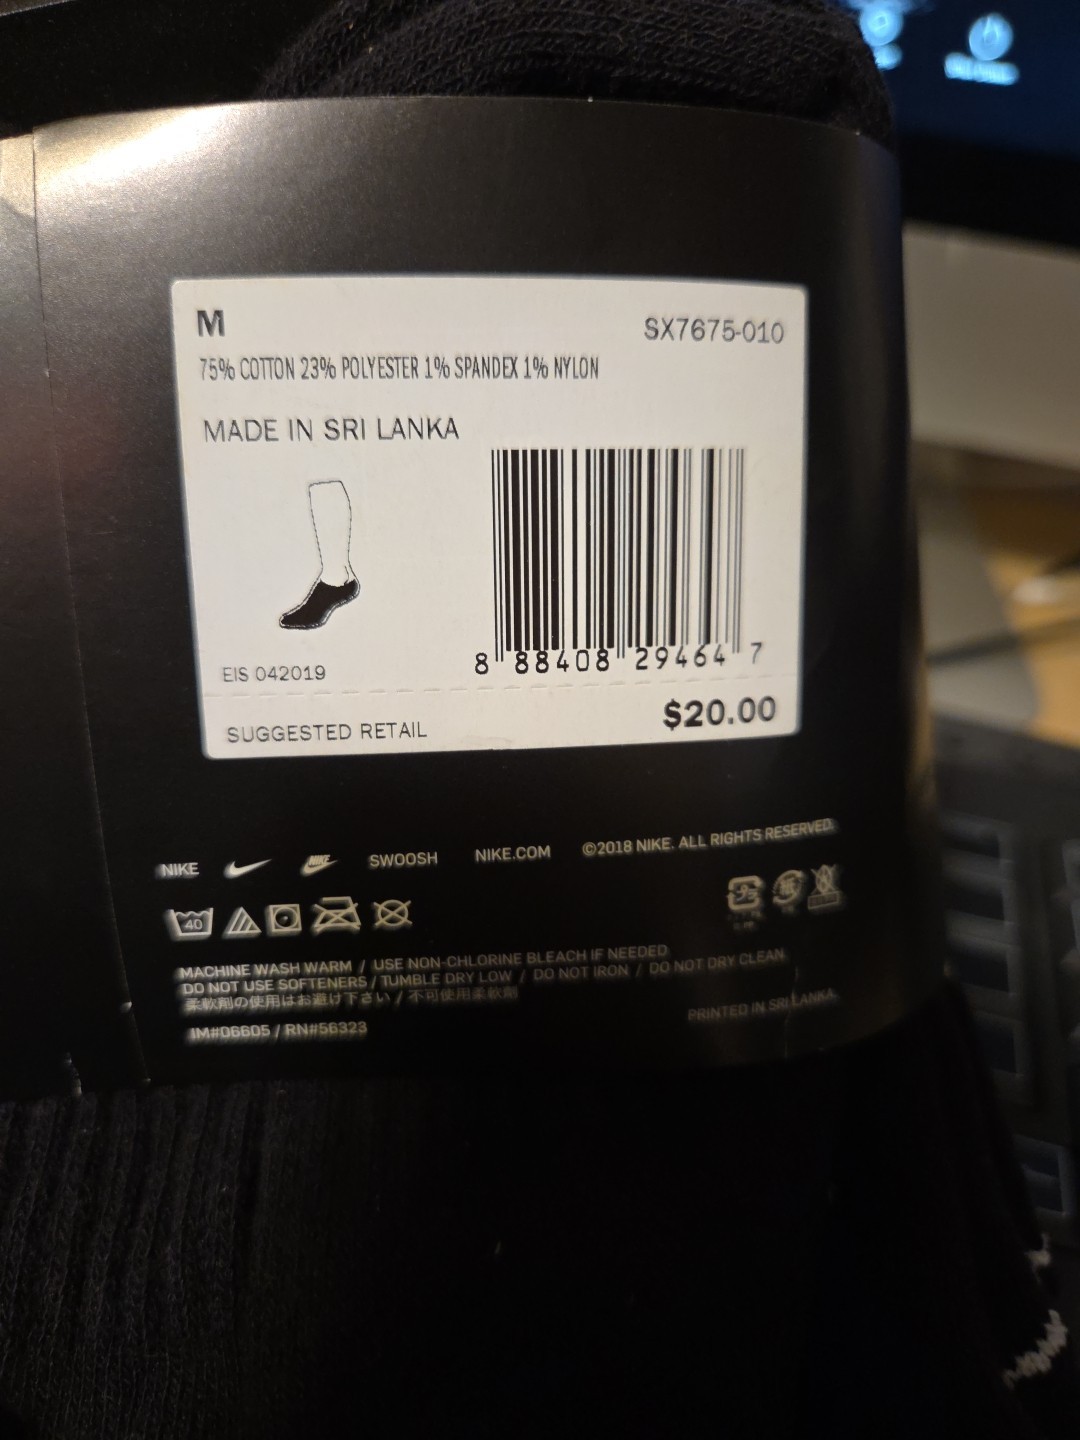 M
SX7675-010
75% COTTON 23% POLYESTER 1% SPANDEX 1% NYLON
MADE IN SRI LANKA
EIS 042019
8 88408 29464 7
SUGGESTED RETAIL $20.00
NIKE NIKE SWOOSH NIKE.COM ©2018 NIKE. ALL RIGHTS RESERVED.
40
MACHINE WASH WARM / USE NON-CHLORINE BLEACH IF NEEDED
DO NOT USE SOFTENERS / TUMBLE DRY LOW / DO NOT IRON / DO NOT DRY CLEAN
柔軟剤の使用はお避け下さい / 不可使用柔軟劑
IM#06605 / RN#56323
PRINTED IN SRI LANKA